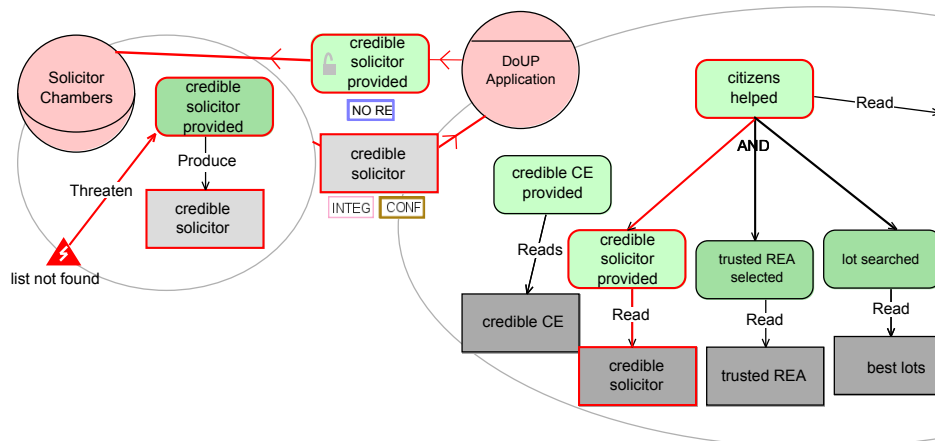 Solicitor
Chambers
credible
solicitor
provided
Produce
credible
solicitor
Threaten
list not found
credible
solicitor
provided
NO RE
credible
solicitor
INTEG
CONF
DoUP
Application
citizens
helped
Read
AND
credible CE
provided
Reads
credible CE
credible
solicitor
provided
Read
credible
solicitor
trusted REA
selected
Read
trusted REA
lot searched
Read
best lots